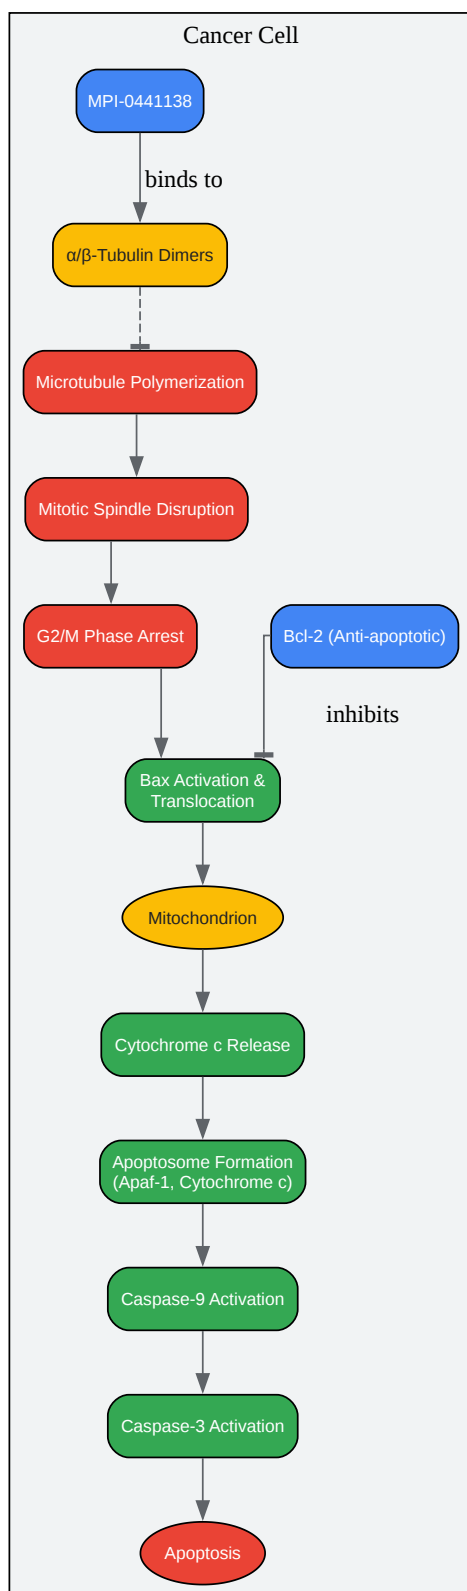 Cancer Cell
MPI-0441138
binds to
α/β-Tubulin Dimers
Microtubule Polymerization
Mitotic Spindle Disruption
G2/M Phase Arrest
Bcl-2 (Anti-apoptotic)
inhibits
Bax Activation &
Translocation
Mitochondrion
Cytochrome c Release
Apoptosome Formation
(Apaf-1, Cytochrome c)
Caspase-9 Activation
Caspase-3 Activation
Apoptosis